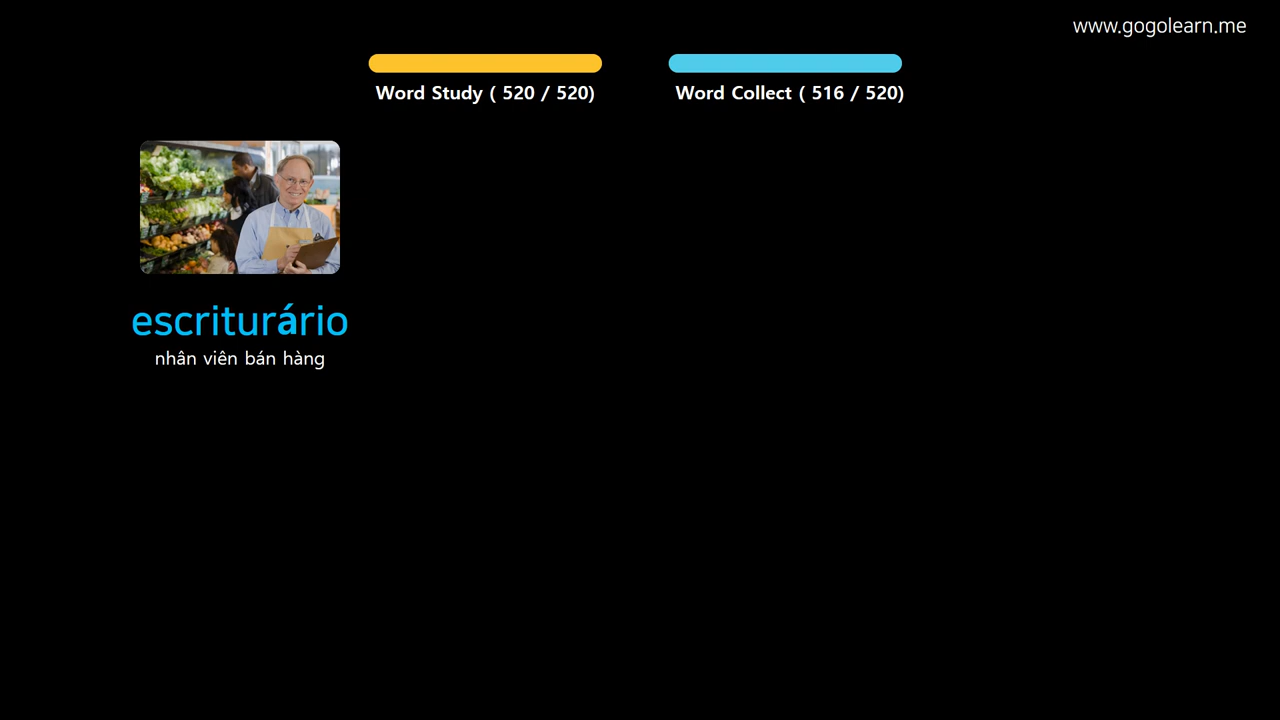 www.gogolearn.me
Word Study ( 520 / 520)
Word Collect ( 516 / 520)
escriturário
nhân viên bán hàng